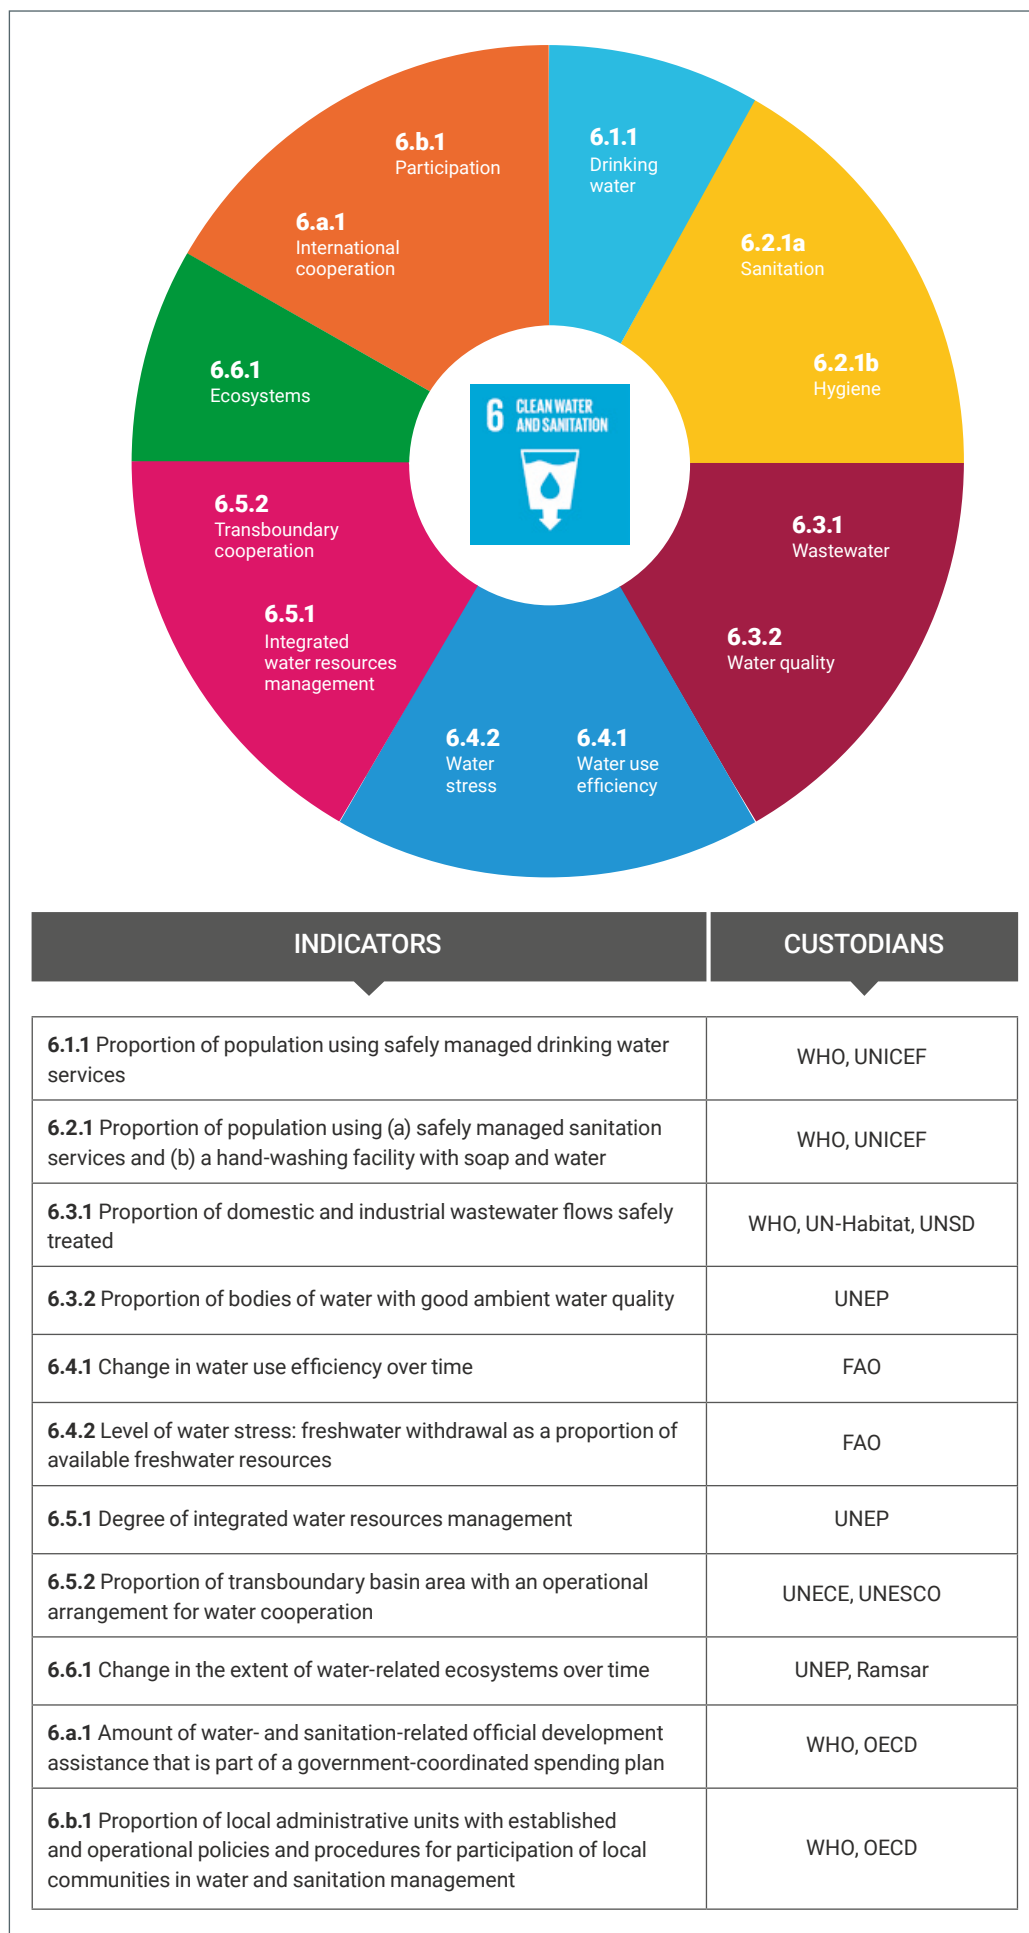 6.b.1
Participation
6.1.1
Drinking
water
6.a.1
International
cooperation
6.2.1a
Sanitation
6.6.1
Ecosystems
6.2.1b
Hygiene
6 CLEAN WATER
AND SANITATION
6.5.2
Transboundary
cooperation
6.3.1
Wastewater
6.5.1
Integrated
water resources
management
6.3.2
Water quality
6.4.2
Water
stress
6.4.1
Water use
efficiency
INDICATORS
CUSTODIANS
6.1.1 Proportion of population using safely managed drinking water
services
WHO, UNICEF
6.2.1 Proportion of population using (a) safely managed sanitation
services and (b) a hand-washing facility with soap and water
WHO, UNICEF
6.3.1 Proportion of domestic and industrial wastewater flows safely
treated
WHO, UN-Habitat, UNSD
6.3.2 Proportion of bodies of water with good ambient water quality
UNEP
6.4.1 Change in water use efficiency over time
FAO
6.4.2 Level of water stress: freshwater withdrawal as a proportion of
available freshwater resources
FAO
6.5.1 Degree of integrated water resources management
UNEP
6.5.2 Proportion of transboundary basin area with an operational
arrangement for water cooperation
UNECE, UNESCO
6.6.1 Change in the extent of water-related ecosystems over time
UNEP, Ramsar
6.a.1 Amount of water- and sanitation-related official development
assistance that is part of a government-coordinated spending plan
WHO, OECD
6.b.1 Proportion of local administrative units with established
and operational policies and procedures for participation of local
communities in water and sanitation management
WHO, OECD